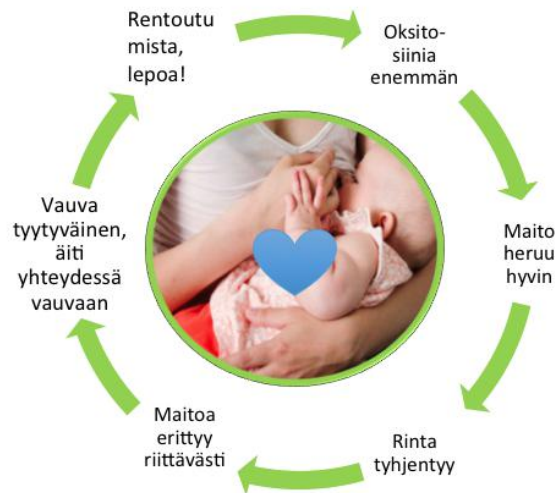 Rentoutu
mista,
lepoa!
Oksito-
siinia
enemmän
Maito
heruu
hyvin
Rinta
tyhjentyy
Maitoa
erittyy
riittävästi
Vauva
tyytyväinen,
äiti
yhteydessä
vauvaan